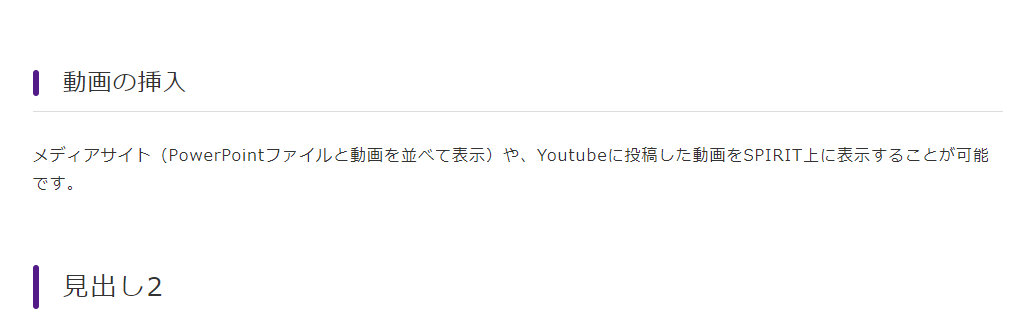 動画の挿入
メディアサイト（PowerPointファイルと動画を並べて表示）や、Youtubeに投稿した動画をSPIRIT上に表示することが可能
です。
見出し2